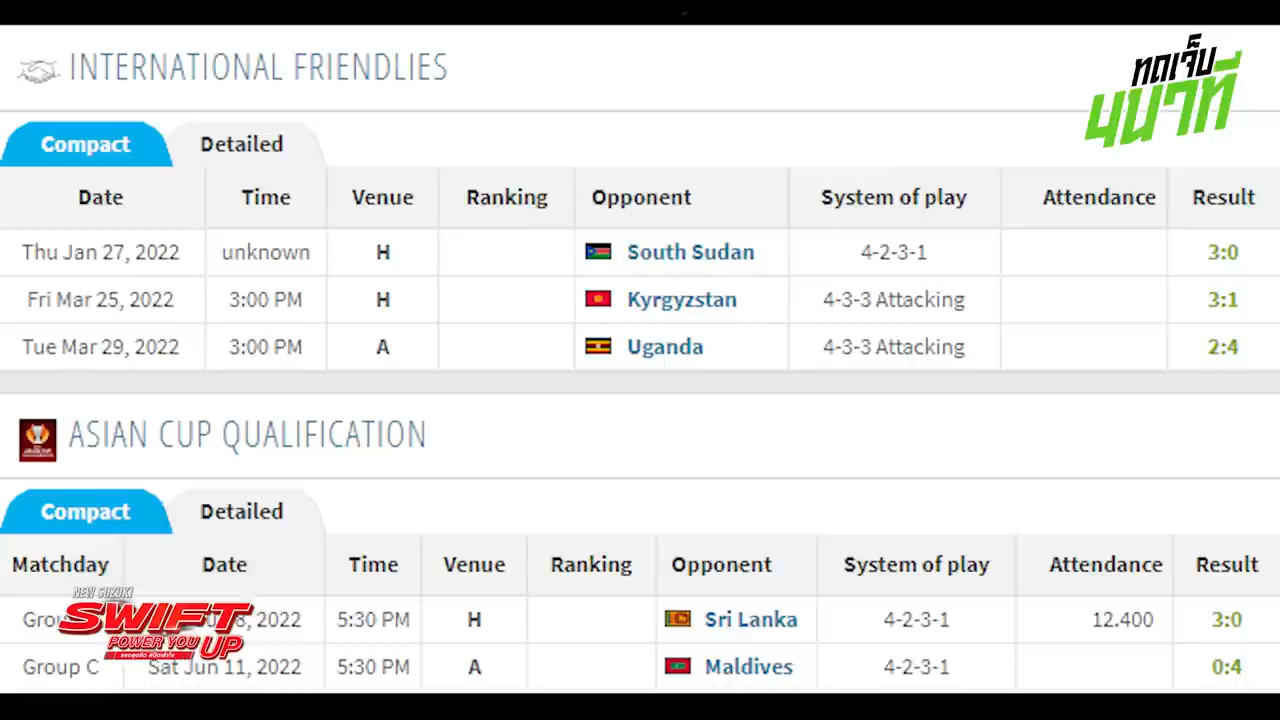 INTERNATIONAL FRIENDLIES
ทดเจ็บ
4นาที
Compact Detailed
Date Time Venue Ranking Opponent System of play Attendance Result
Thu Jan 27, 2022 unknown H South Sudan 4-2-3-1 3:0
Fri Mar 25, 2022 3:00 PM H Kyrgyzstan 4-3-3 Attacking 3:1
Tue Mar 29, 2022 3:00 PM A Uganda 4-3-3 Attacking 2:4
ASIAN CUP QUALIFICATION
Compact Detailed
Matchday Date Time Venue Ranking Opponent System of play Attendance Result
8, 2022 5:30 PM H Sri Lanka 4-2-3-1 12.400 3:0
Group C Sat Jun 11, 2022 5:30 PM A Maldives 4-2-3-1 0:4
NEW SUZUKI
SWIFT
POWER YOU UP